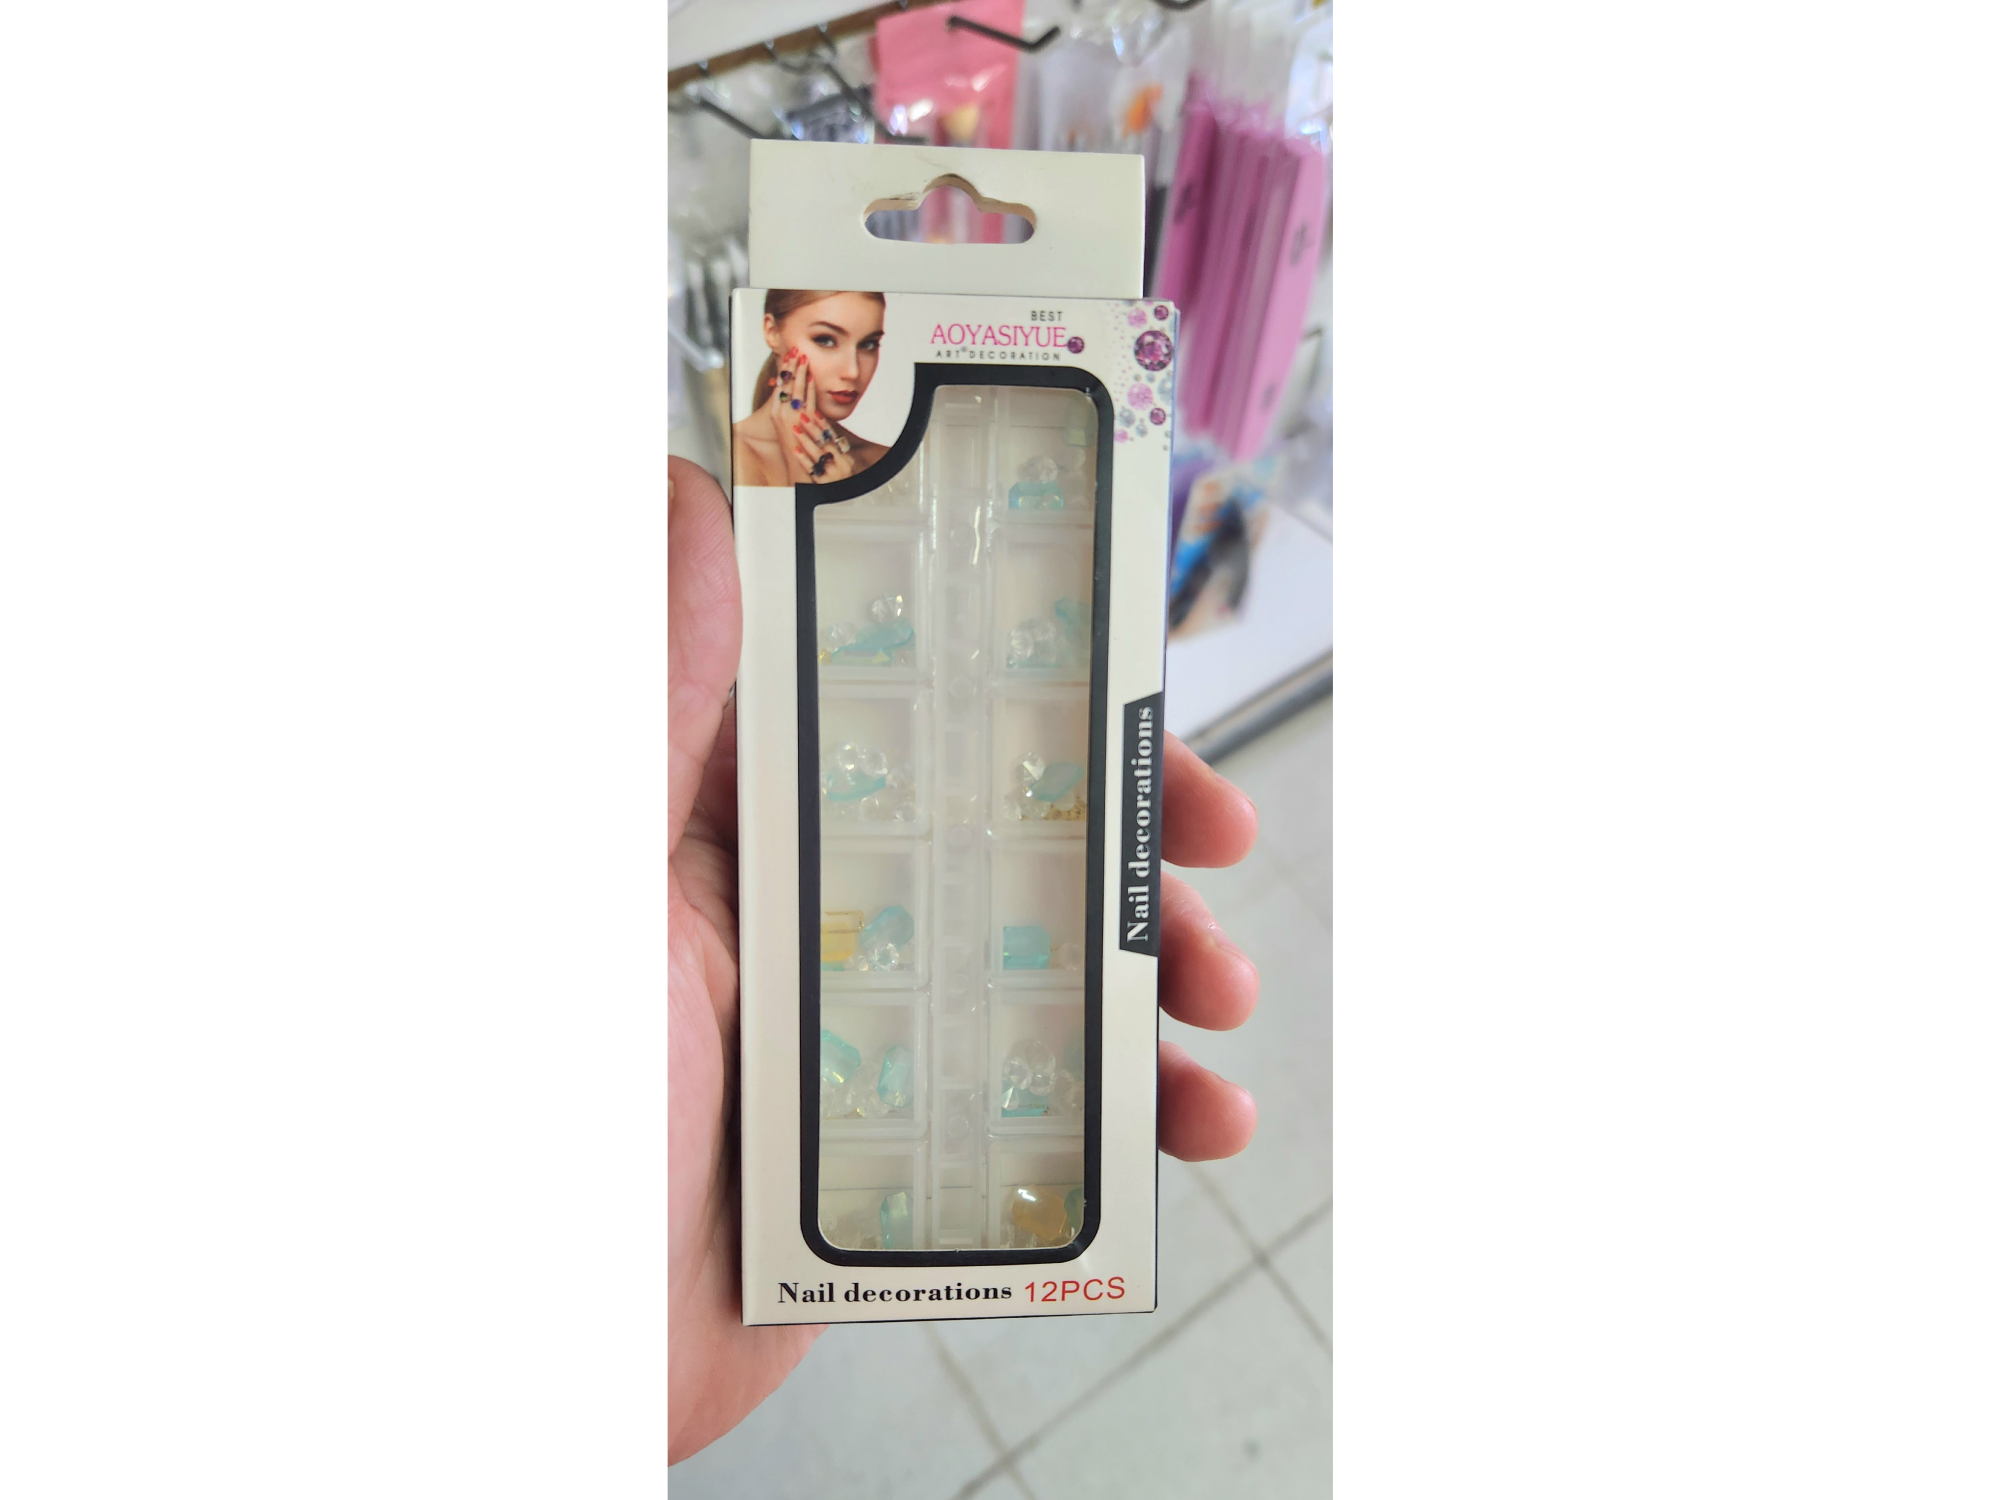 BEST
AOYASIYUE
ART®DECORATION
Nail decorations
Nail decorations 12PCS